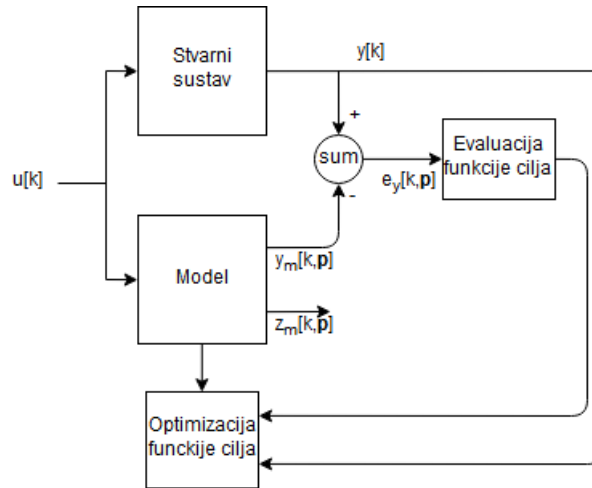 Stvarni
sustav
y[k]
+
sum
-
Evaluacija
funkcije cilja
e_y[k,p]
u[k]
Model
y_m[k,p]
z_m[k,p]
Optimizacija
funckije cilja